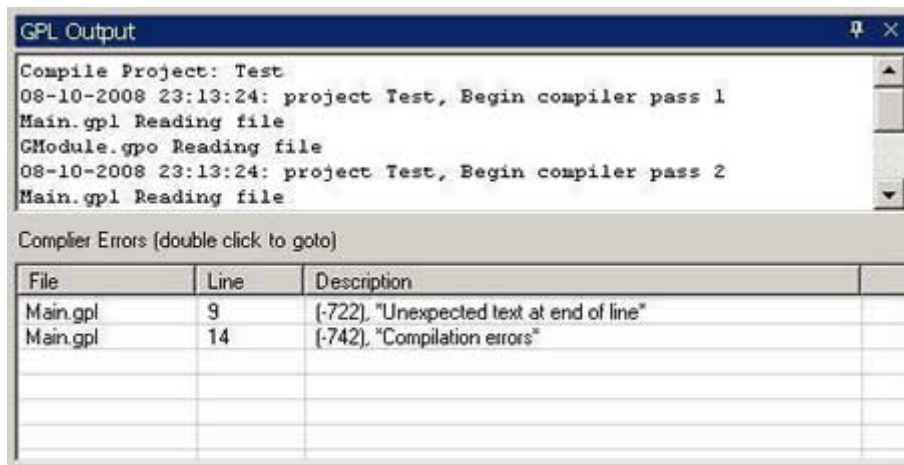 GPL Output
Compile Project: Test
08-10-2008 23:13:24: project Test, Begin compiler pass 1
Main.gpl Reading file
GModule.gpo Reading file
08-10-2008 23:13:24: project Test, Begin compiler pass 2
Main.gpl Reading file
Complier Errors (double click to goto)
File Line Description
Main.gpl 9 (-722), "Unexpected text at end of line"
Main.gpl 14 (-742), "Compilation errors"